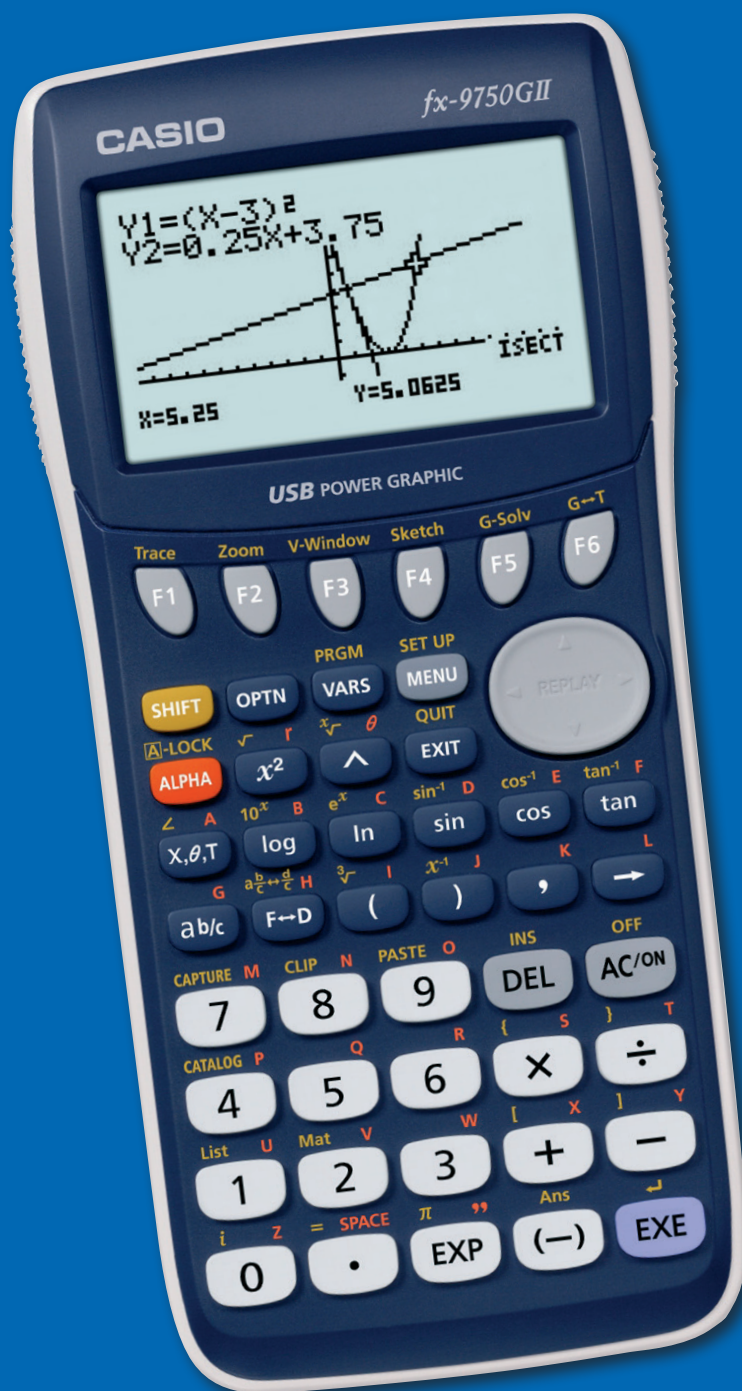 CASIO fx-9750GII
Y1=(X-3)²
Y2=0.25X+3.75
ISECT
X=5.25 Y=5.0625
USB POWER GRAPHIC
Trace Zoom V-Window Sketch G-Solv G↔T
F1 F2 F3 F4 F5 F6
PRGM SET UP
SHIFT OPTN VARS MENU REPLAY
A-LOCK √ r ˣ√ θ QUIT
ALPHA x² ^ EXIT
∠ A 10ˣ B eˣ C sin⁻¹ D cos⁻¹ E tan⁻¹ F
X,θ,T log ln sin cos tan
G a b/c↔d/c H ³√ I x⁻¹ J K L
a b/c F↔D ( ) , →
CAPTURE M CLIP N PASTE O INS OFF
7 8 9 DEL AC/ON
CATALOG P Q R { S } T
4 5 6 × ÷
List U Mat V W [ X ] Y
1 2 3 + −
i Z = SPACE π ” Ans ↵
0 . EXP (−) EXE